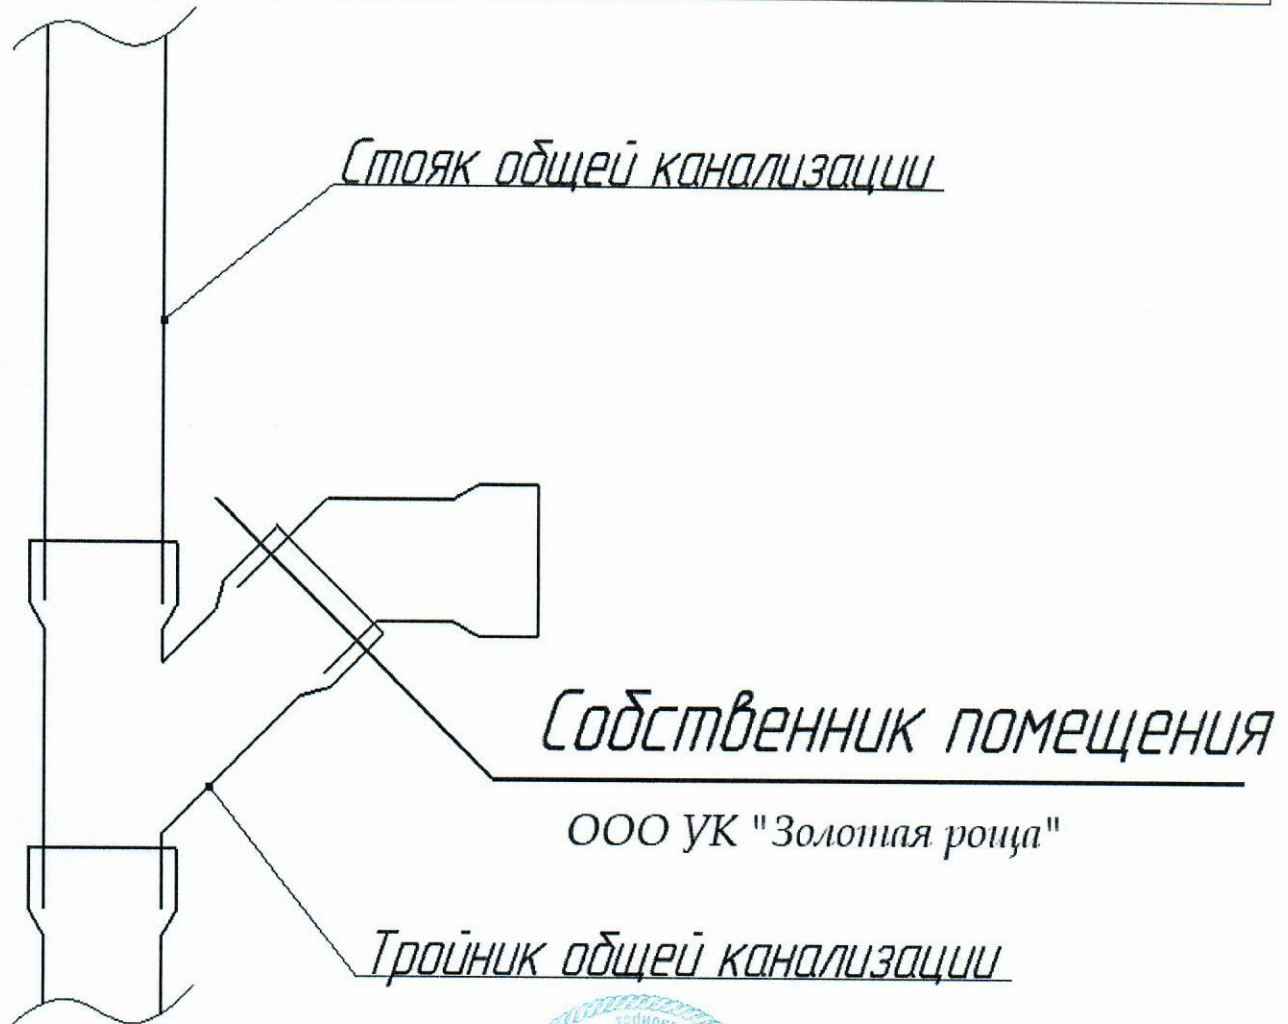 Стояк общей канализации
Собственник помещения
ООО УК "Золотая роща"
Тройник общей канализации